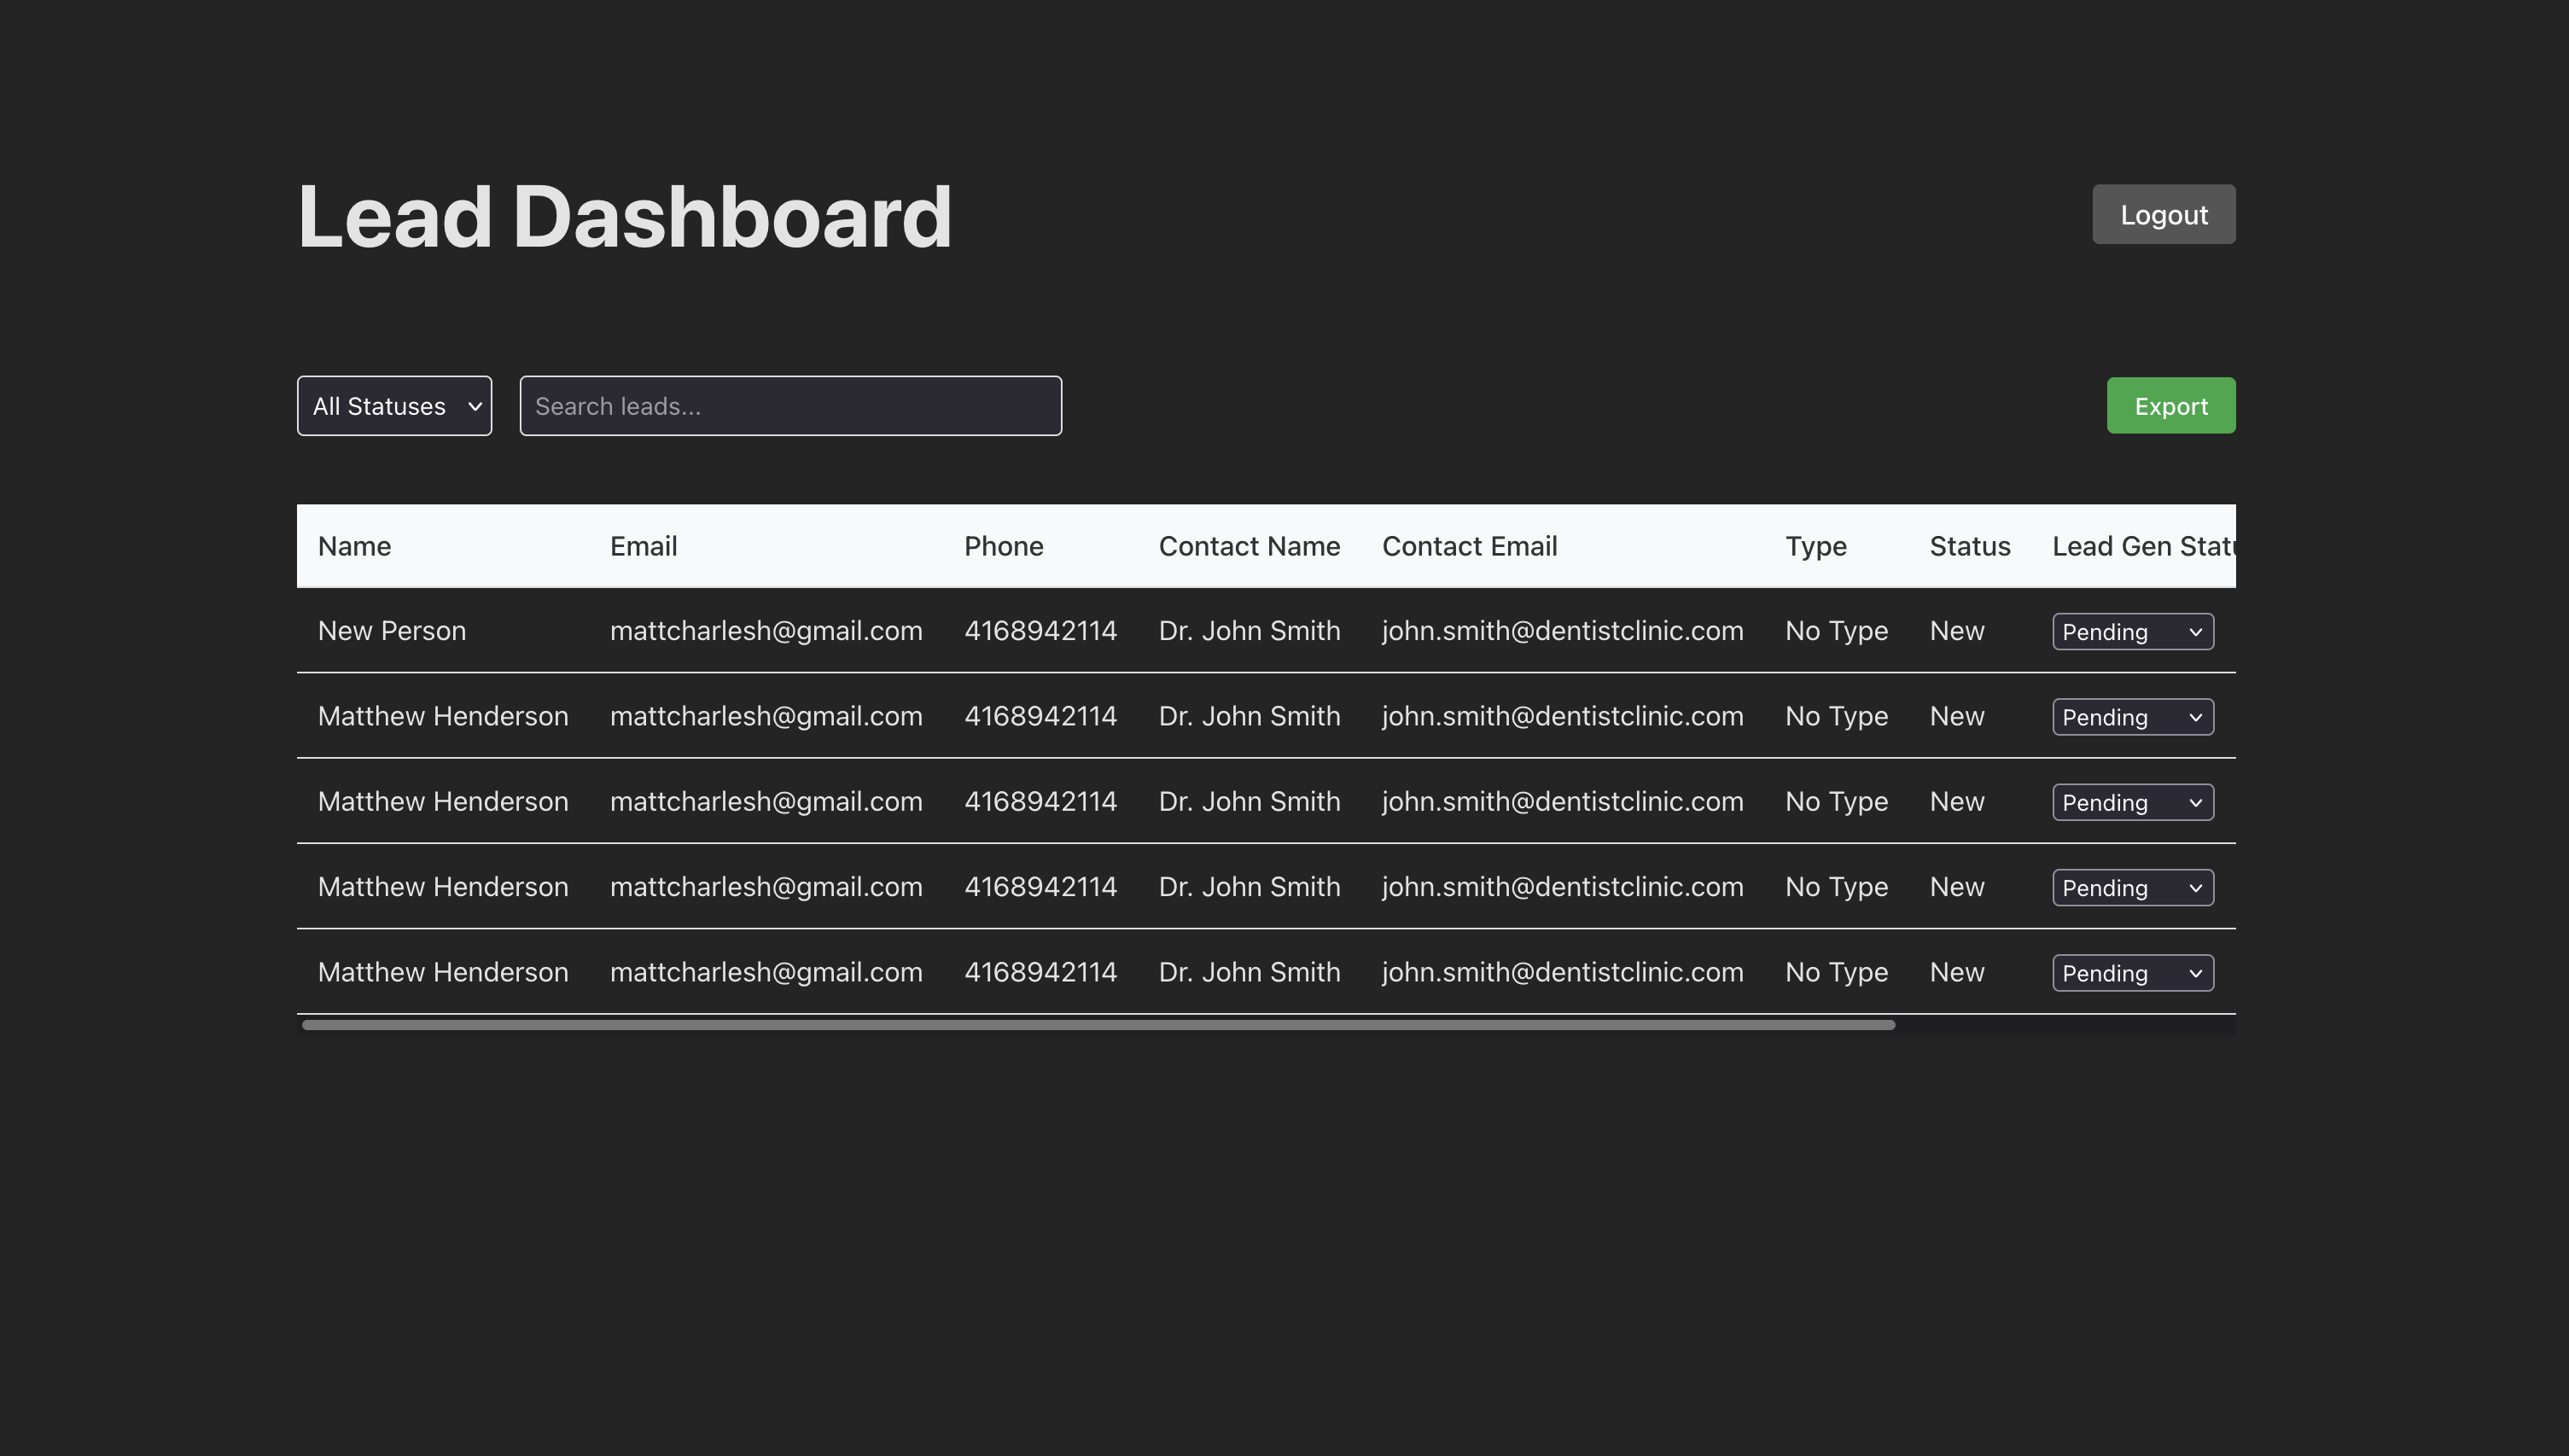 Lead Dashboard
Logout
All Statuses
Search leads...
Export
Name Email Phone Contact Name Contact Email Type Status Lead Gen Statu
New Person mattcharlesh@gmail.com 4168942114 Dr. John Smith john.smith@dentistclinic.com No Type New Pending
Matthew Henderson mattcharlesh@gmail.com 4168942114 Dr. John Smith john.smith@dentistclinic.com No Type New Pending
Matthew Henderson mattcharlesh@gmail.com 4168942114 Dr. John Smith john.smith@dentistclinic.com No Type New Pending
Matthew Henderson mattcharlesh@gmail.com 4168942114 Dr. John Smith john.smith@dentistclinic.com No Type New Pending
Matthew Henderson mattcharlesh@gmail.com 4168942114 Dr. John Smith john.smith@dentistclinic.com No Type New Pending